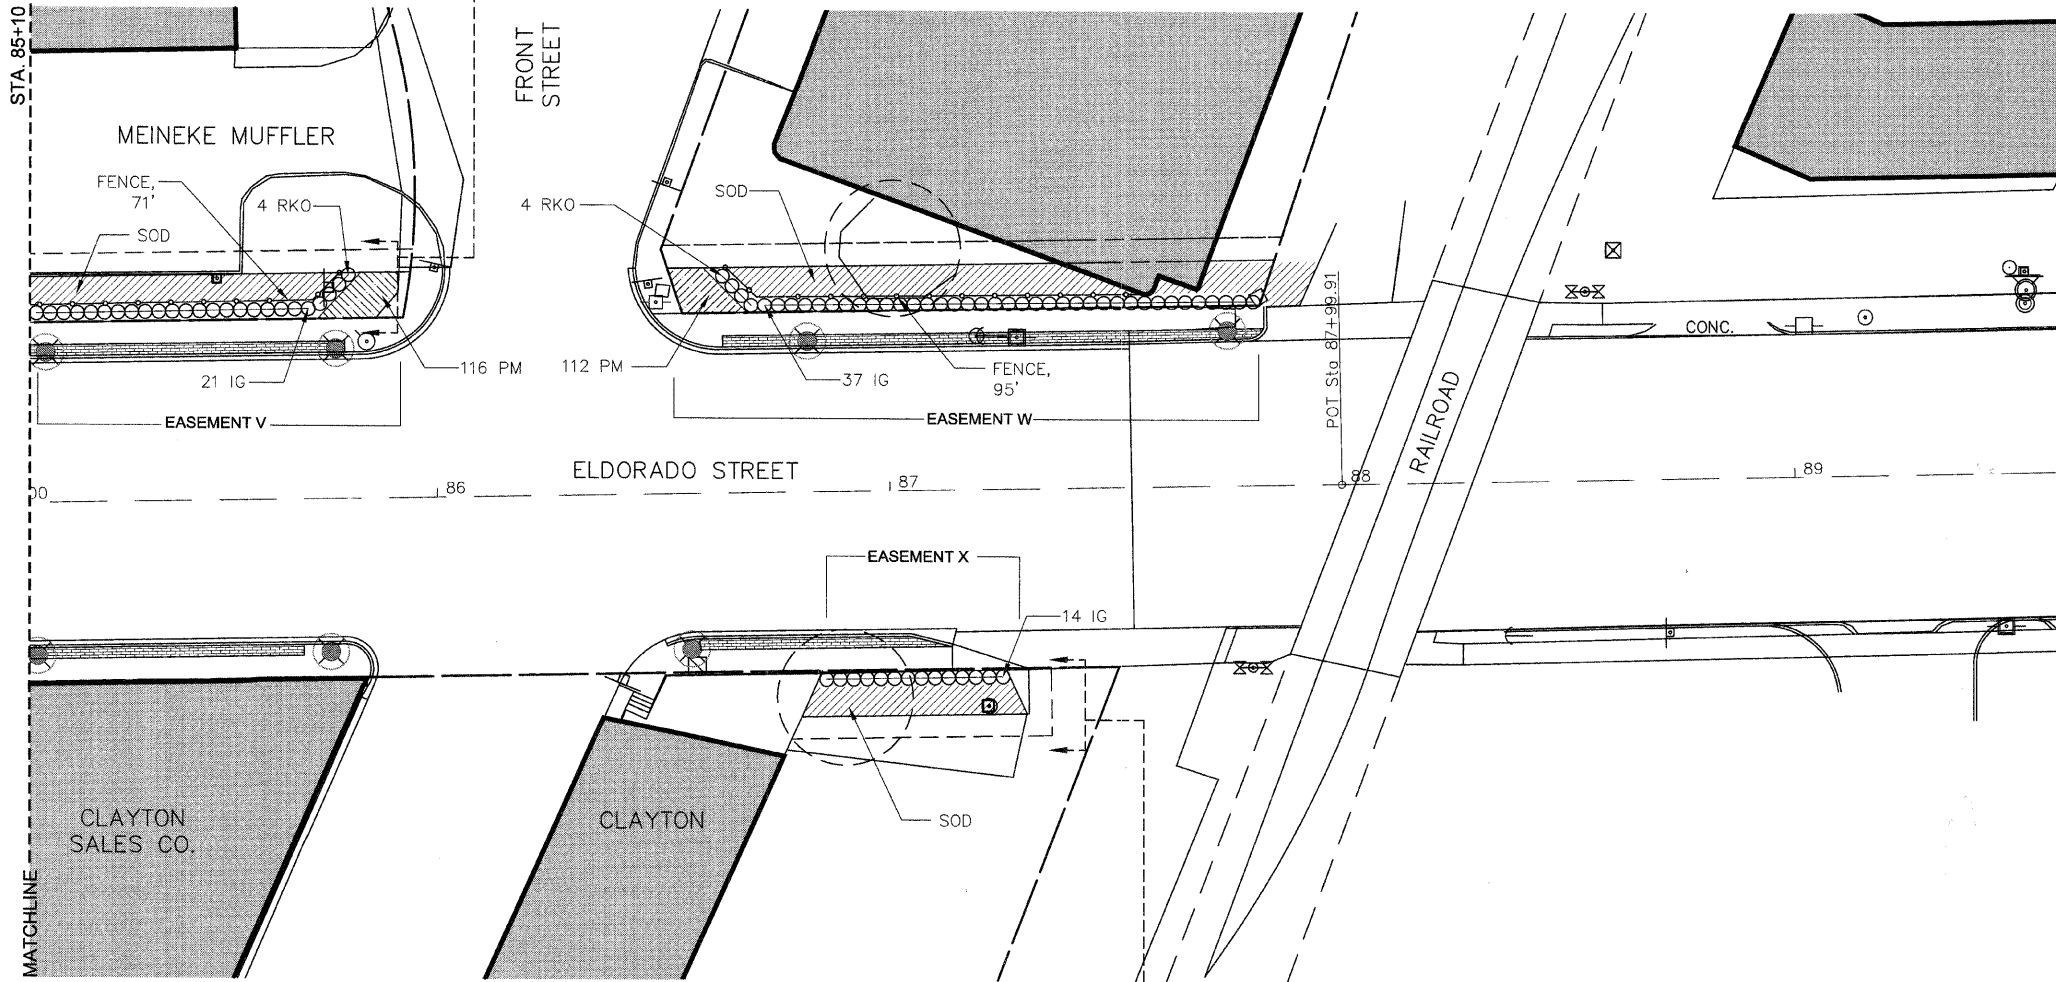 STA. 85+10
FRONT
STREET
MEINEKE MUFFLER
FENCE,
71'
4 RKO
SOD
4 RKO
SOD
21 IG
116 PM
112 PM
37 IG
FENCE,
95'
EASEMENT V
EASEMENT W
POT Sta 87+99.91
RAILROAD
CONC.
ELDORADO STREET
00
86
87
88
89
EASEMENT X
14 IG
SOD
CLAYTON
SALES CO.
CLAYTON
MATCHLINE